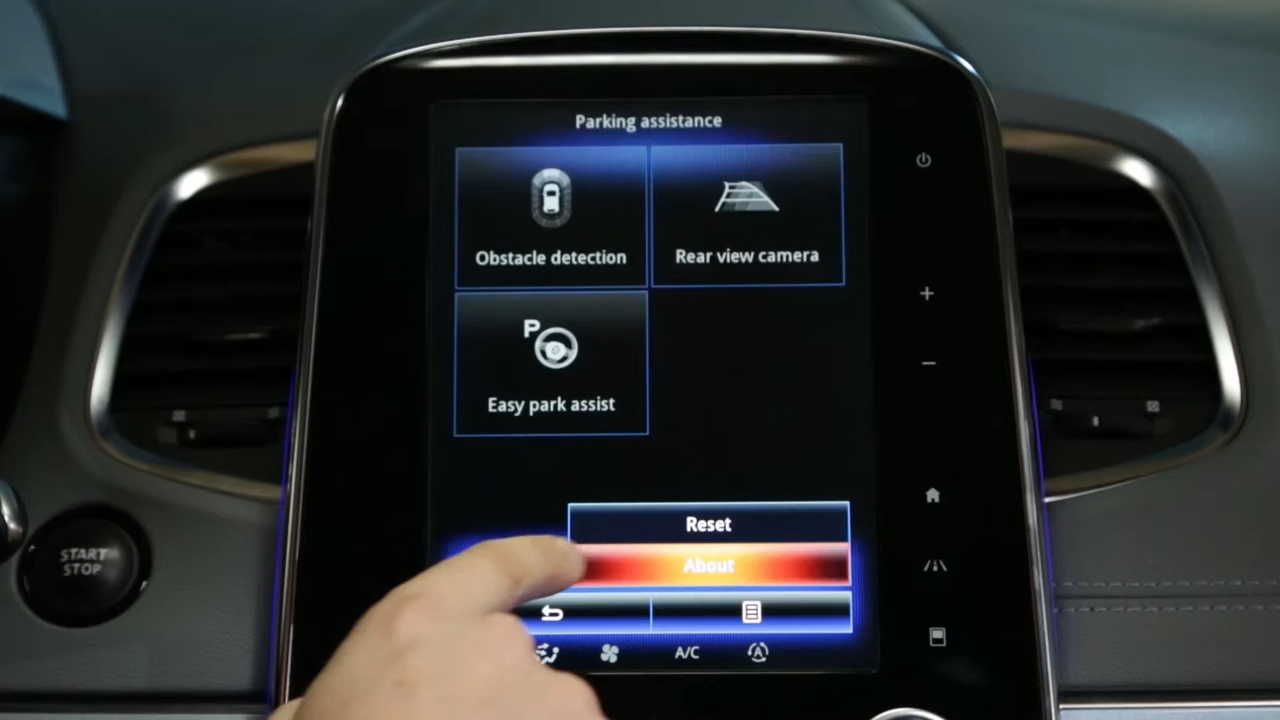 Parking assistance
Obstacle detection
Rear view camera
P
Easy park assist
Reset
About
A/C
A
START
STOP